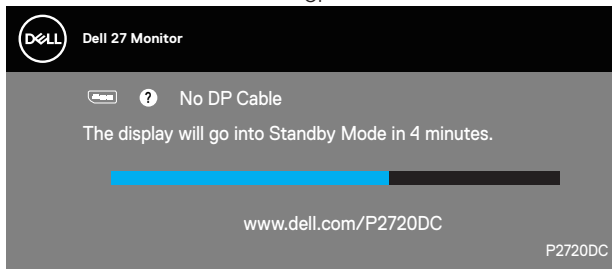 DELL
Dell 27 Monitor
? No DP Cable
The display will go into Standby Mode in 4 minutes.
www.dell.com/P2720DC
P2720DC